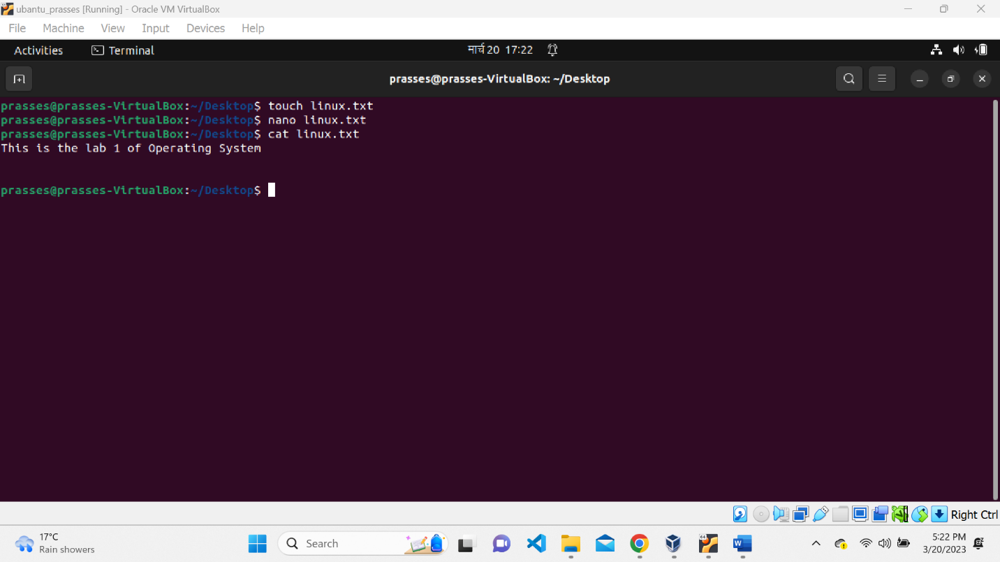 ubantu_prasses [Running] - Oracle VM VirtualBox
File Machine View Input Devices Help
Activities Terminal मार्च 20 17:22
prasses@prasses-VirtualBox: ~/Desktop
prasses@prasses-VirtualBox:~/Desktop$ touch linux.txt
prasses@prasses-VirtualBox:~/Desktop$ nano linux.txt
prasses@prasses-VirtualBox:~/Desktop$ cat linux.txt
This is the lab 1 of Operating System
prasses@prasses-VirtualBox:~/Desktop$
Right Ctrl
17°C
Rain showers
Search
5:22 PM
3/20/2023